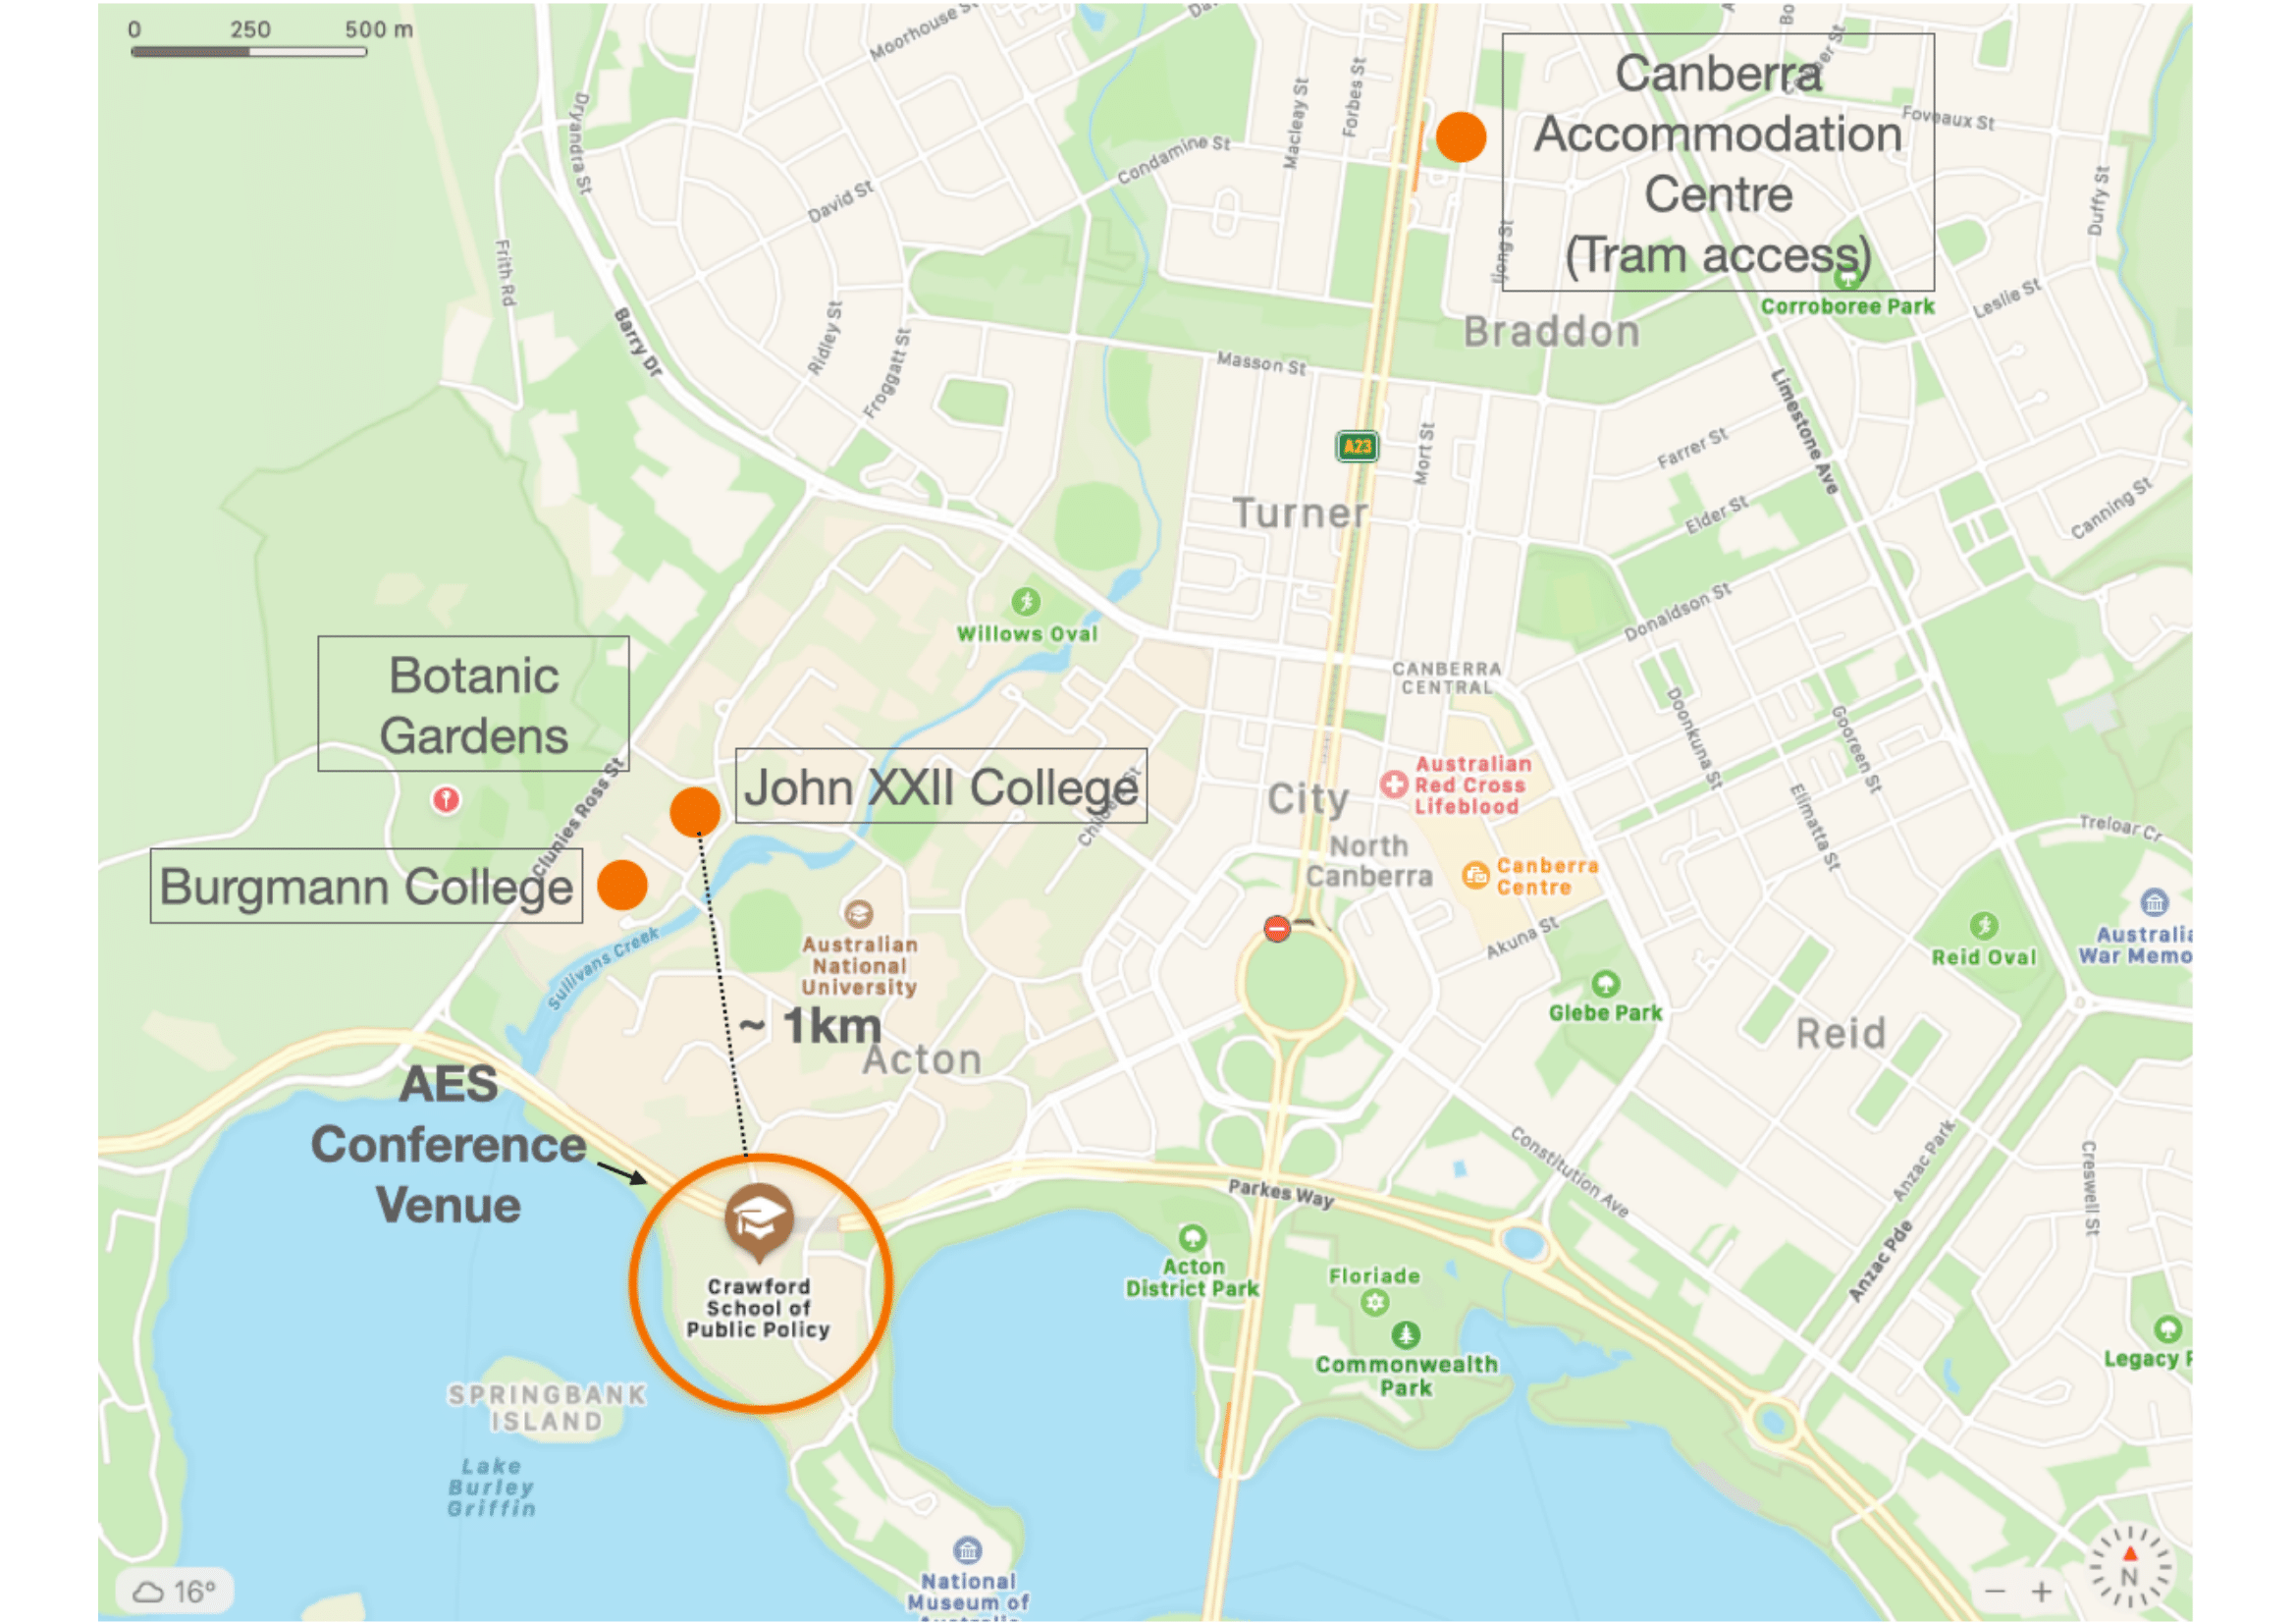 0 250 500 m
Moorhouse St
Dryandra St
Macleay St
Forbes St
Canberra
Accommodation
Centre
(Tram access)
Foveaux St
Condamine St
David St
Duffy St
Frith Rd
Ijong St
Corroboree Park
Leslie St
Braddon
Barry Dr
Ridley St
Froggatt St
Masson St
Limestone Ave
A23
Mort St
Farrer St
Turner
Elder St
Canning St
Willows Oval
Donaldson St
CANBERRA
CENTRAL
Botanic
Gardens
Doonkuna St
Gooreen St
Clunies Ross St
John XXII College
Australian
Red Cross
Lifeblood
City
Elimatta St
Treloar Cr
North
Canberra
Burgmann College
Canberra
Centre
Akuna St
Sullivans Creek
Australian
National
University
Reid Oval
Australia
War Memo
Glebe Park
~ 1km
Acton
Reid
AES
Conference
Venue
Constitution Ave
Anzac Park
Creswell St
Parkes Way
Anzac Pde
Acton
District Park
Floriade
Crawford
School of
Public Policy
Commonwealth
Park
Legacy
SPRINGBANK
ISLAND
Lake
Burley
Griffin
National
Museum of
16°
N
− +